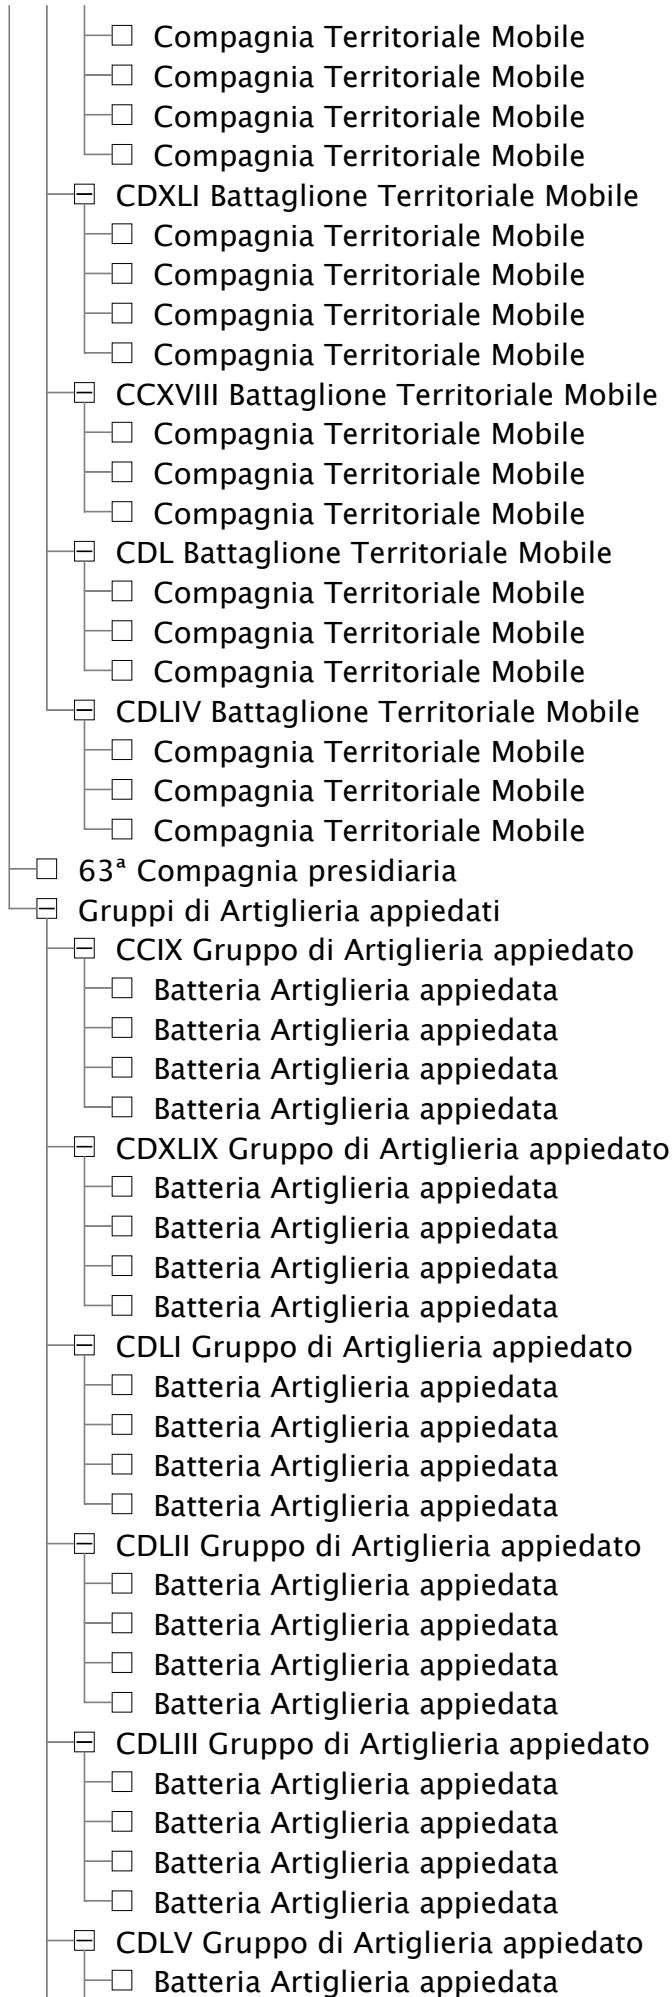 Compagnia Territoriale Mobile
Compagnia Territoriale Mobile
Compagnia Territoriale Mobile
Compagnia Territoriale Mobile
CDXLI Battaglione Territoriale Mobile
Compagnia Territoriale Mobile
Compagnia Territoriale Mobile
Compagnia Territoriale Mobile
Compagnia Territoriale Mobile
CCXVIII Battaglione Territoriale Mobile
Compagnia Territoriale Mobile
Compagnia Territoriale Mobile
Compagnia Territoriale Mobile
CDL Battaglione Territoriale Mobile
Compagnia Territoriale Mobile
Compagnia Territoriale Mobile
Compagnia Territoriale Mobile
CDLIV Battaglione Territoriale Mobile
Compagnia Territoriale Mobile
Compagnia Territoriale Mobile
Compagnia Territoriale Mobile
63ª Compagnia presidiaria
Gruppi di Artiglieria appiedati
CCIX Gruppo di Artiglieria appiedato
Batteria Artiglieria appiedata
Batteria Artiglieria appiedata
Batteria Artiglieria appiedata
Batteria Artiglieria appiedata
CDXLIX Gruppo di Artiglieria appiedato
Batteria Artiglieria appiedata
Batteria Artiglieria appiedata
Batteria Artiglieria appiedata
Batteria Artiglieria appiedata
CDLI Gruppo di Artiglieria appiedato
Batteria Artiglieria appiedata
Batteria Artiglieria appiedata
Batteria Artiglieria appiedata
Batteria Artiglieria appiedata
CDLII Gruppo di Artiglieria appiedato
Batteria Artiglieria appiedata
Batteria Artiglieria appiedata
Batteria Artiglieria appiedata
Batteria Artiglieria appiedata
CDLIII Gruppo di Artiglieria appiedato
Batteria Artiglieria appiedata
Batteria Artiglieria appiedata
Batteria Artiglieria appiedata
Batteria Artiglieria appiedata
CDLV Gruppo di Artiglieria appiedato
Batteria Artiglieria appiedata